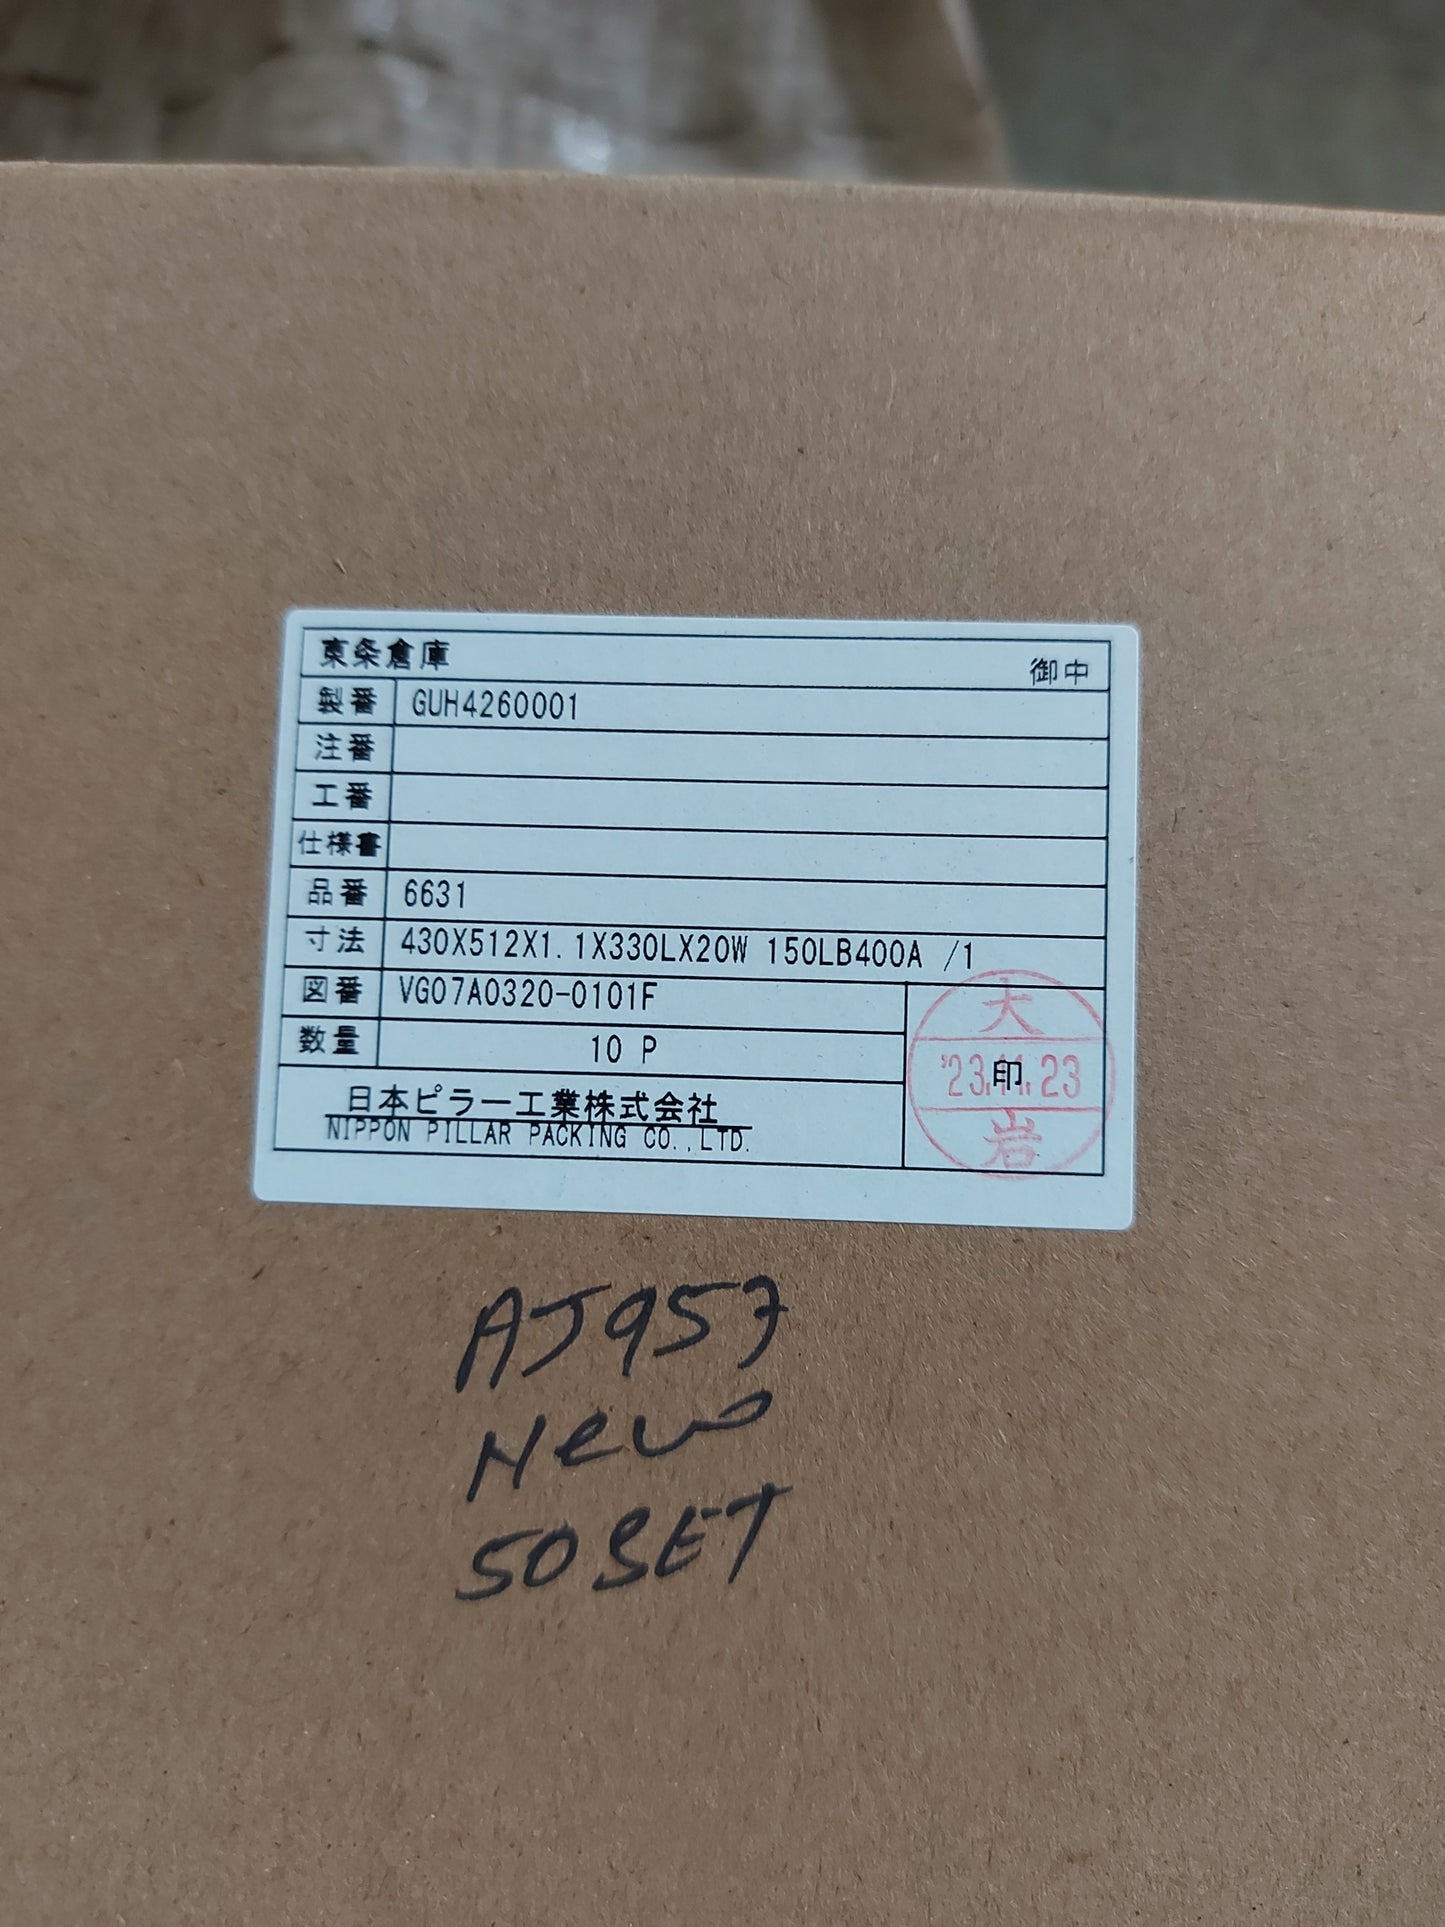 東条倉庫 御中
製番 GUH4260001
注番
工番
仕様書
品番 6631
寸法 430X512X1.1X330LX20W 150LB400A /1
図番 VG07A0320-0101F
数量 10 P
日本ピラー工業株式会社
NIPPON PILLAR PACKING CO.,LTD.
大
'23.11.23
印
岩
AJ957
New
50SET